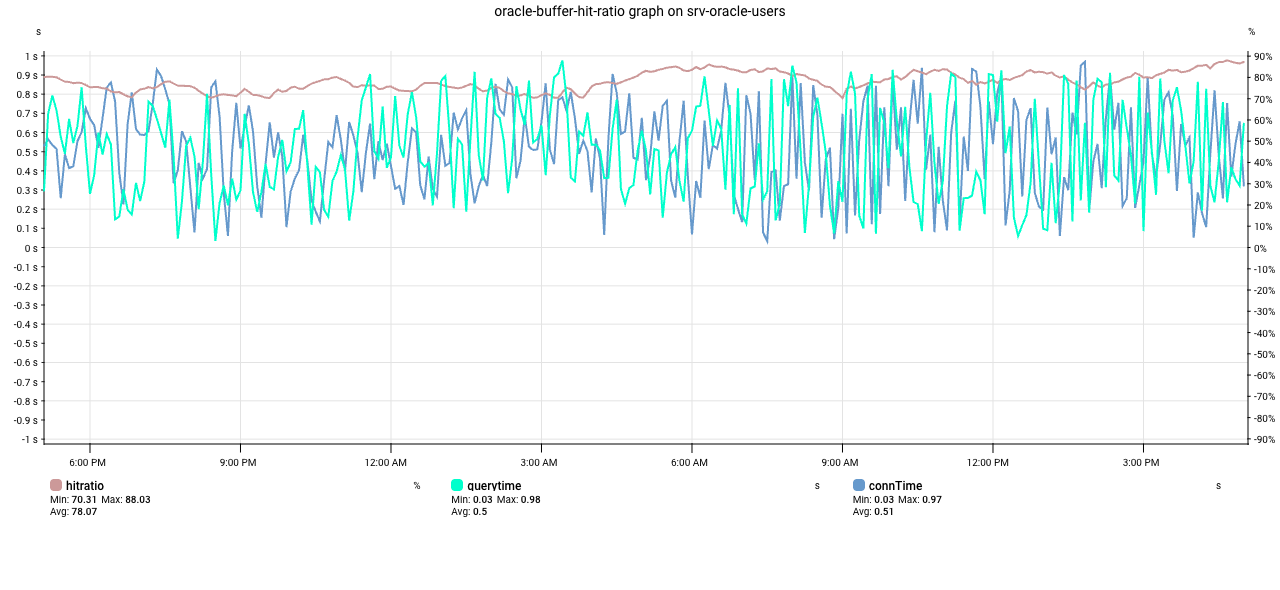 oracle-buffer-hit-ratio graph on srv-oracle-users
s %
1 s 90%
0.9 s 80%
0.8 s 70%
0.7 s 60%
0.6 s 50%
0.5 s 40%
0.4 s 30%
0.3 s 20%
0.2 s 10%
0.1 s 0%
0 s -10%
-0.1 s -20%
-0.2 s -30%
-0.3 s -40%
-0.4 s -50%
-0.5 s -60%
-0.6 s -70%
-0.7 s -80%
-0.8 s -90%
-0.9 s
-1 s
6:00 PM 9:00 PM 12:00 AM 3:00 AM 6:00 AM 9:00 AM 12:00 PM 3:00 PM
hitratio % querytime s connTime s
Min: 70.31 Max: 88.03 Min: 0.03 Max: 0.98 Min: 0.03 Max: 0.97
Avg: 78.07 Avg: 0.5 Avg: 0.51